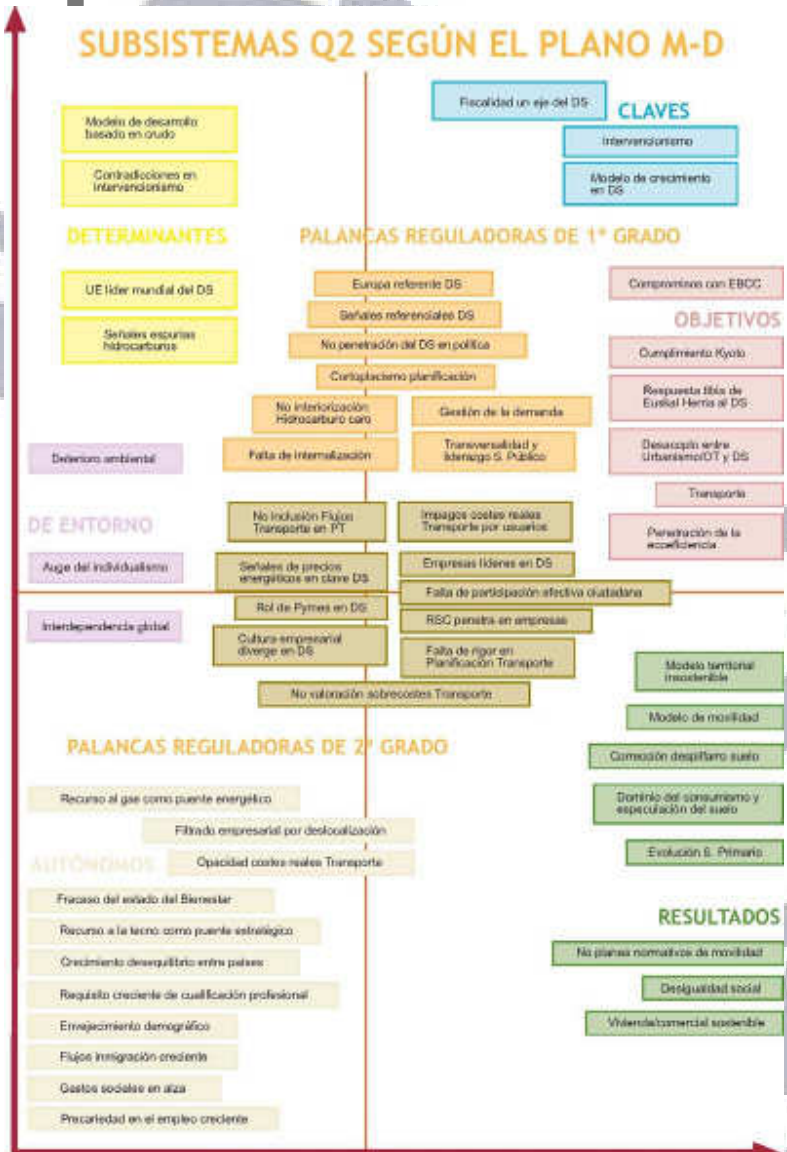 SUBSISTEMAS Q2 SEGÚN EL PLANO M-D
Fiscalidad un eje del DS
CLAVES
Modelo de desarrollo
basado en crudo
Intervencionismo
Contradicciones en
intervencionismo
Modelo de crecimiento
en DS
DETERMINANTES
PALANCAS REGULADORAS DE 1º GRADO
UE líder mundial del DS
Europa referente DS
Compromisos con EBCC
Señales referenciales DS
OBJETIVOS
Señales espurias
hidrocarburos
No penetración del DS en política
Cumplimiento Kyoto
Cortoplacismo planificación
Respuesta tibia de
Euskal Herria al DS
No interiorización
Hidrocarburo caro
Gestión de la demanda
Deterioro ambiental
Falta de internalización
Transversalidad y
liderazgo S. Público
Desacoplo entre
Urbanismo/OT y DS
Transporte
DE ENTORNO
No inclusión Flujos
Transporte en PT
Impagos costes reales
Transporte por usuarios
Penetración de la
ecoeficiencia
Auge del individualismo
Señales de precios
energéticos en clave DS
Empresas líderes en DS
Falta de participación efectiva ciudadana
Rol de Pymes en DS
RSC penetra en empresas
Interdependencia global
Cultura empresarial
diverge en DS
Falta de rigor en
Planificación Transporte
Modelo territorial
insostenible
No valoración sobrecostes Transporte
Modelo de movilidad
PALANCAS REGULADORAS DE 2º GRADO
Corrección despilfarro suelo
Recurso al gas como puente energético
Dominio del consumismo y
especulación del suelo
Filtrado empresarial por deslocalización
AUTÓNOMOS
Opacidad costes reales Transporte
Evolución S. Primario
Fracaso del estado del Bienestar
RESULTADOS
Recurso a la tecno como puente estratégico
No planes normativos de movilidad
Crecimiento desequilibrio entre países
Desigualdad social
Requisito creciente de cualificación profesional
Vivienda/comercial sostenible
Envejecimiento demográfico
Flujos inmigración creciente
Gastos sociales en alza
Precariedad en el empleo creciente